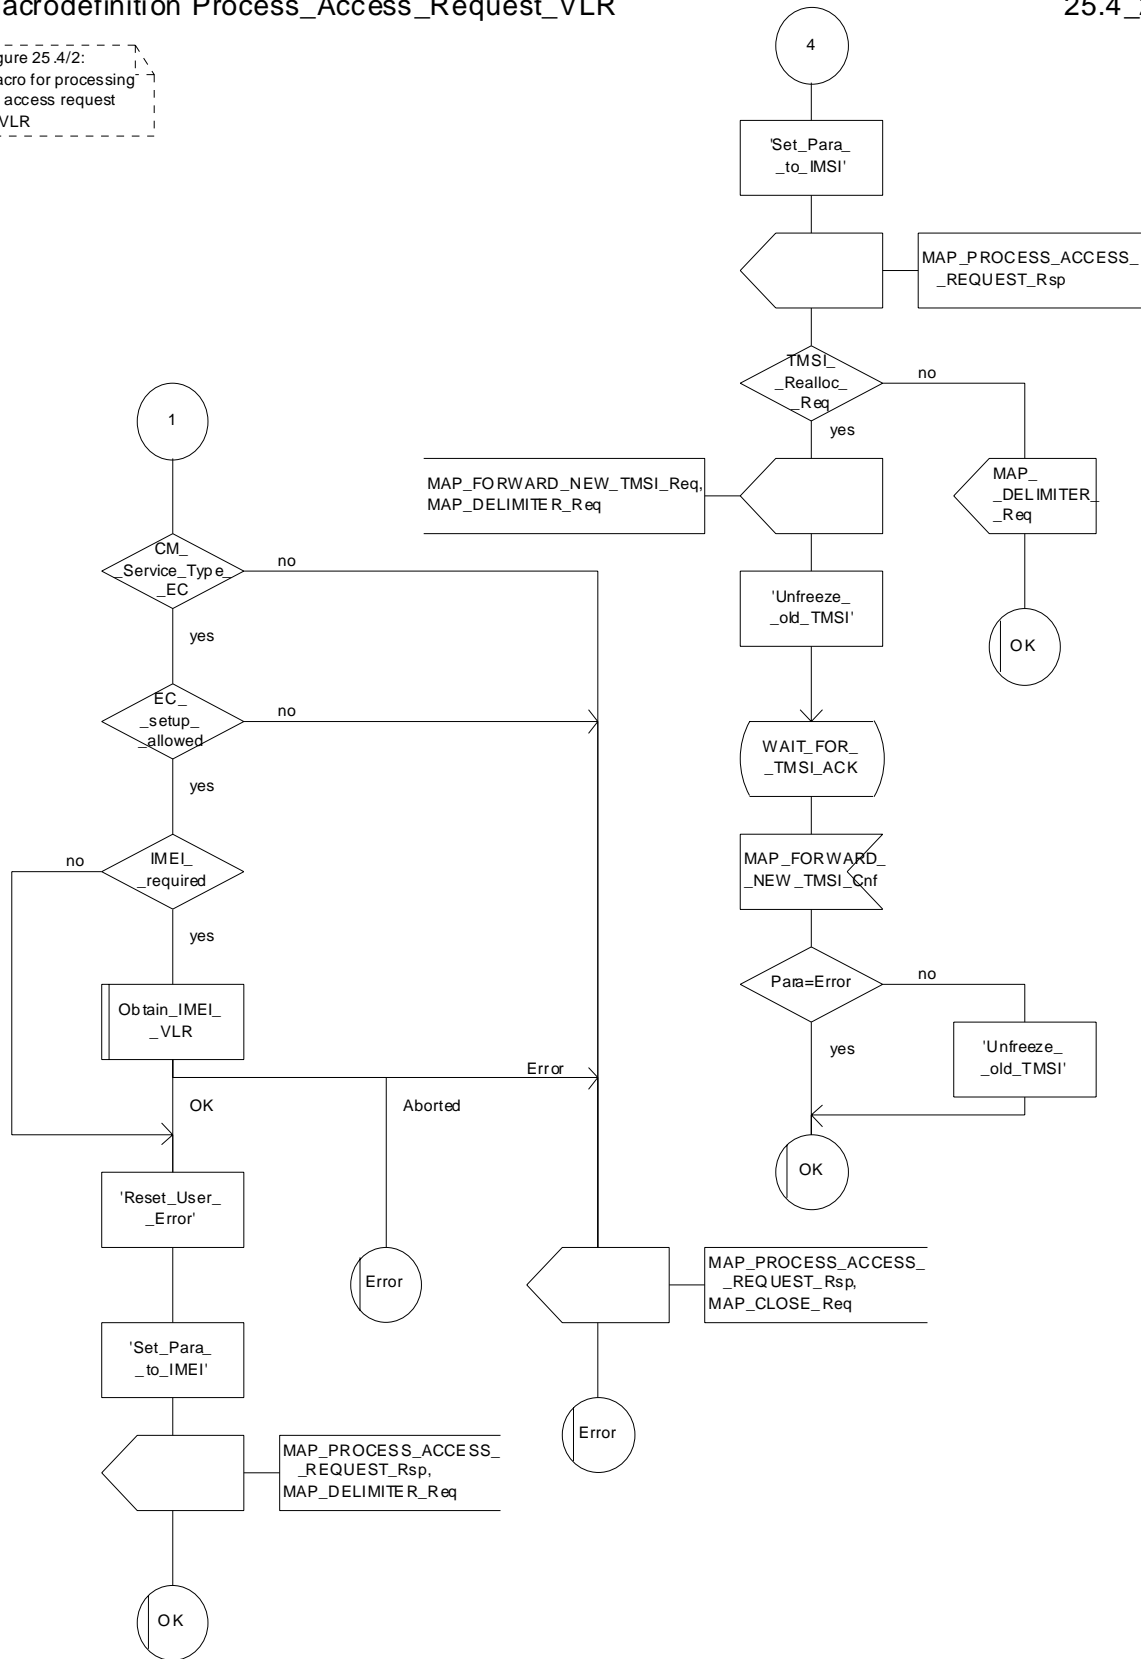 acrodefinition Process_Access_Request_VLR
25.4_2
gure 25.4/2:
acro for processing
access request
VLR
4
'Set_Para_
_to_IMSI'
MAP_PROCESS_ACCESS_
_REQUEST_Rsp
TMSI_
_Realloc_
_Req
no
yes
MAP_FORWARD_NEW_TMSI_Req,
MAP_DELIMITER_Req
MAP_
_DELIMITER_
_Req
'Unfreeze_
_old_TMSI'
OK
WAIT_FOR_
_TMSI_ACK
MAP_FORWARD_
_NEW_TMSI_Cnf
Para=Error
no
yes
'Unfreeze_
_old_TMSI'
OK
1
CM_
_Service_Type_
_EC
no
yes
EC_
_setup_
_allowed
no
yes
IMEI_
_required
no
yes
Obtain_IMEI_
_VLR
Error
OK
Aborted
'Reset_User_
_Error'
Error
MAP_PROCESS_ACCESS_
_REQUEST_Rsp,
MAP_CLOSE_Req
Error
'Set_Para_
_to_IMEI'
MAP_PROCESS_ACCESS_
_REQUEST_Rsp,
MAP_DELIMITER_Req
OK